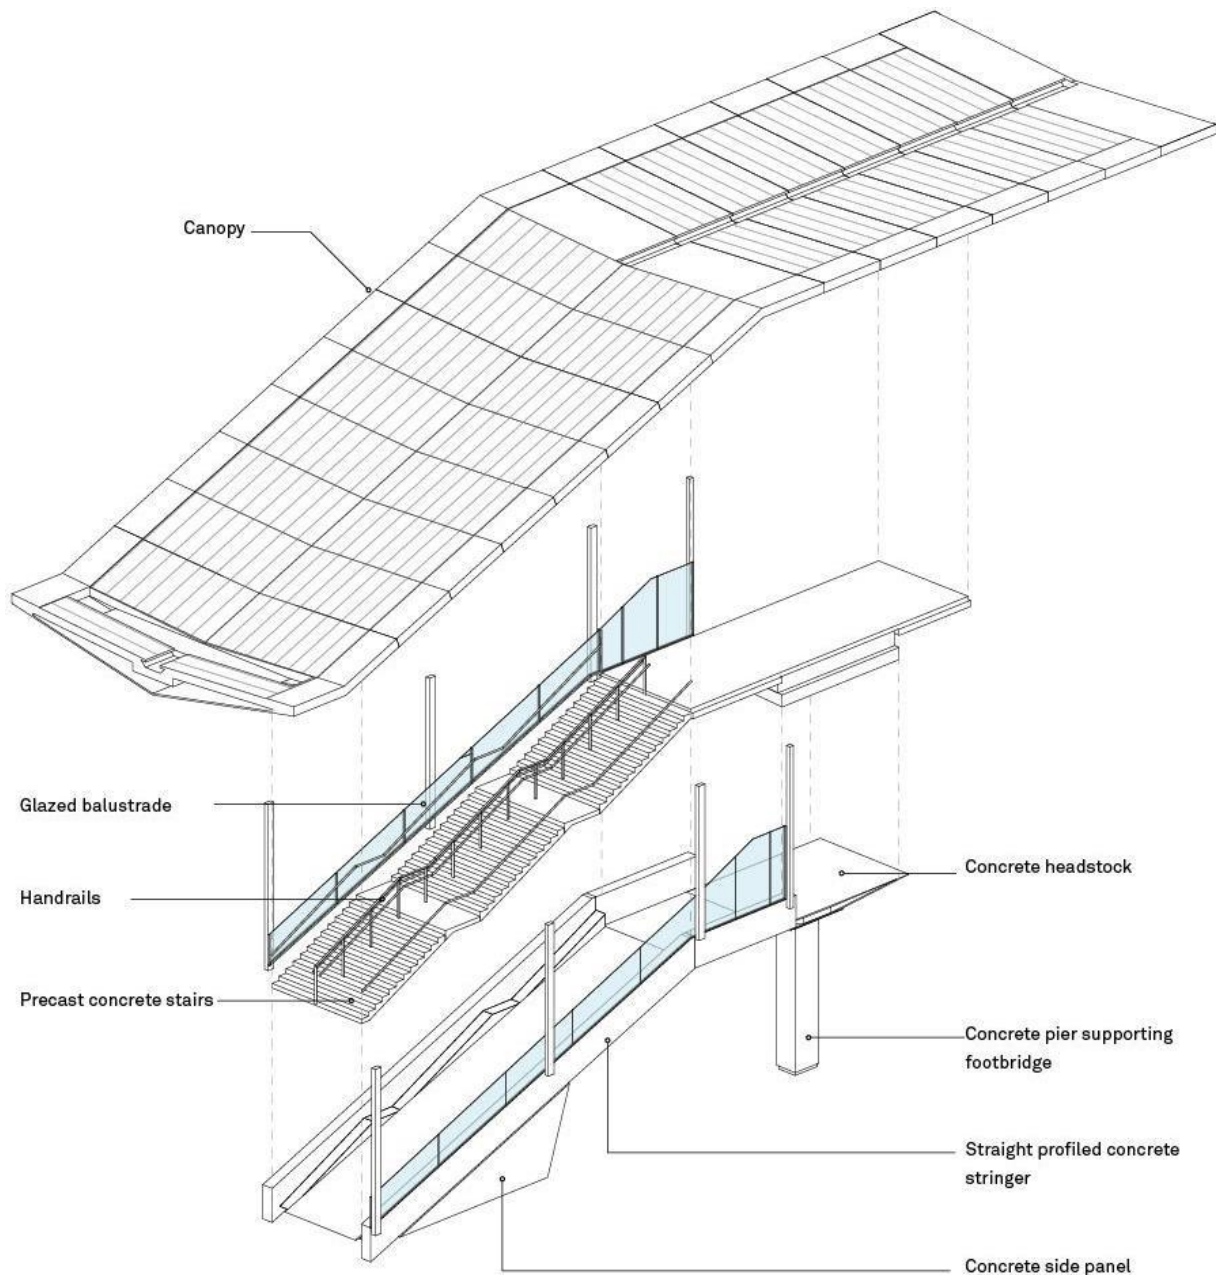 Canopy
Glazed balustrade
Handrails
Precast concrete stairs
Concrete headstock
Concrete pier supporting
footbridge
Straight profiled concrete
stringer
Concrete side panel